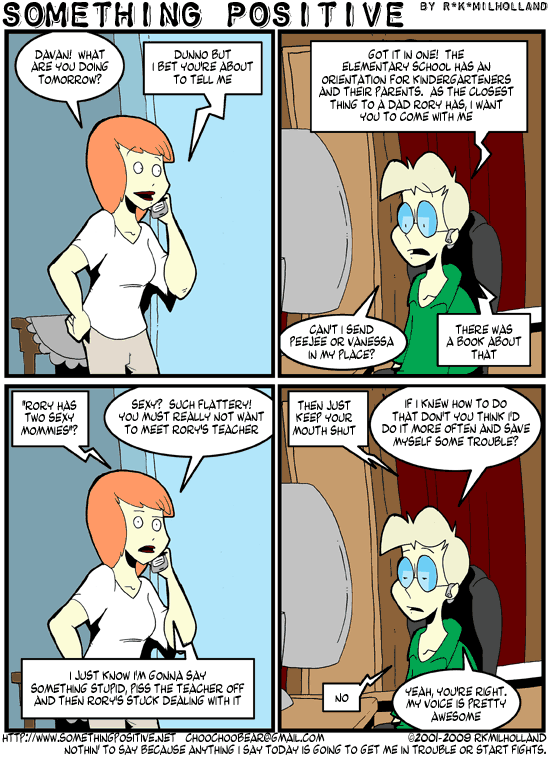 SOMETHING POSITIVE
BY R*K*MILHOLLAND
DAVAN! WHAT
ARE YOU DOING
TOMORROW?
DUNNO BUT
I BET YOU'RE ABOUT
TO TELL ME
GOT IT IN ONE! THE
ELEMENTARY SCHOOL HAS AN
ORIENTATION FOR KINDERGARTENERS
AND THEIR PARENTS. AS THE CLOSEST
THING TO A DAD RORY HAS, I WANT
YOU TO COME WITH ME
CAN'T I SEND
PEEJEE OR VANESSA
IN MY PLACE?
THERE WAS
A BOOK ABOUT
THAT
"RORY HAS
TWO SEXY
MOMMIES"?
SEXY? SUCH FLATTERY!
YOU MUST REALLY NOT WANT
TO MEET RORY'S TEACHER
I JUST KNOW I'M GONNA SAY
SOMETHING STUPID, PISS THE TEACHER OFF
AND THEN RORY'S STUCK DEALING WITH IT
THEN JUST
KEEP YOUR
MOUTH SHUT
IF I KNEW HOW TO DO
THAT DON'T YOU THINK I'D
DO IT MORE OFTEN AND SAVE
MYSELF SOME TROUBLE?
NO
YEAH, YOU'RE RIGHT.
MY VOICE IS PRETTY
AWESOME
HTTP://WWW.SOMETHINGPOSITIVE.NET CHOOCHOOBEAR@GMAIL.COM ©2001-2009 RKMILHOLLAND
NOTHIN' TO SAY BECAUSE ANYTHING I SAY TODAY IS GOING TO GET ME IN TROUBLE OR START FIGHTS.